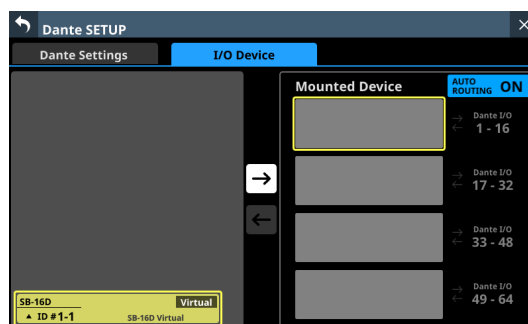 Dante SETUP
Dante Settings
I/O Device
Mounted Device
AUTO ROUTING ON
Dante I/O
1 - 16
Dante I/O
17 - 32
Dante I/O
33 - 48
Dante I/O
49 - 64
SB-16D
Virtual
ID #1-1
SB-16D Virtual